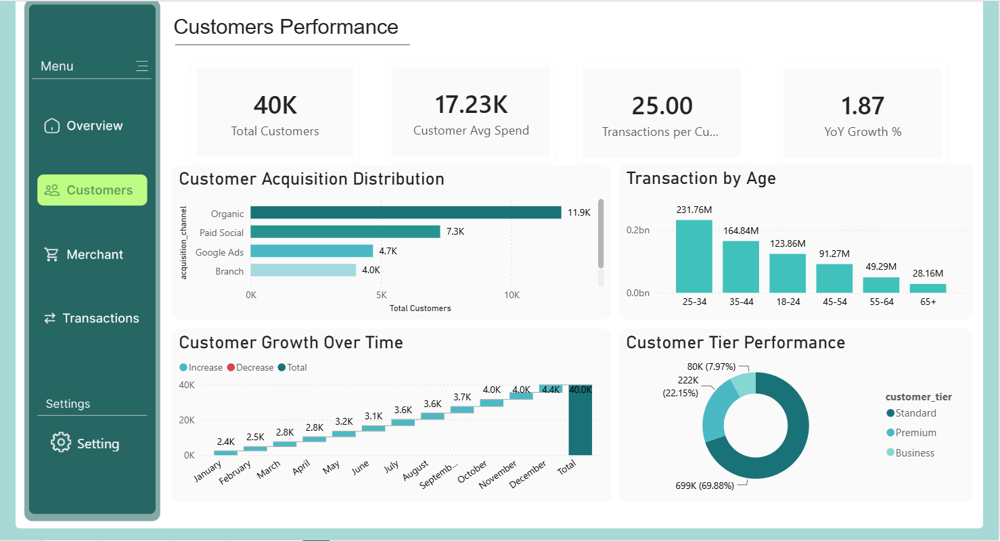 Customers Performance
Menu
Overview
Customers
Merchant
Transactions
Settings
Setting
40K
Total Customers
17.23K
Customer Avg Spend
25.00
Transactions per Cu...
1.87
YoY Growth %
Customer Acquisition Distribution
acquisition_channel
Organic 11.9K
Paid Social 7.3K
Google Ads 4.7K
Branch 4.0K
0K 5K 10K
Total Customers
Transaction by Age
231.76M
164.84M
123.86M
91.27M
49.29M
28.16M
0.2bn
0.0bn
25-34 35-44 18-24 45-54 55-64 65+
Customer Growth Over Time
Increase Decrease Total
40K
20K
0K
2.4K 2.5K 2.8K 2.8K 3.2K 3.1K 3.6K 3.6K 3.7K 4.0K 4.0K 4.4K 40.0K
January February March April May June July August Septemb... October November December Total
Customer Tier Performance
80K (7.97%)
222K
(22.15%)
699K (69.88%)
customer_tier
Standard
Premium
Business